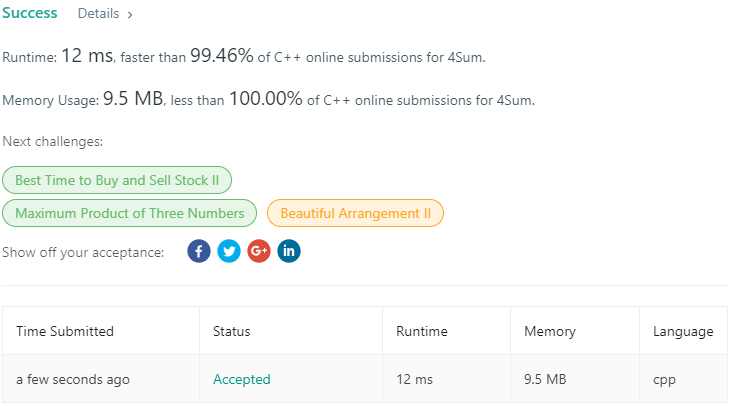 Success Details >
Runtime: 12 ms, faster than 99.46% of C++ online submissions for 4Sum.
Memory Usage: 9.5 MB, less than 100.00% of C++ online submissions for 4Sum.
Next challenges:
Best Time to Buy and Sell Stock II
Maximum Product of Three Numbers Beautiful Arrangement II
Show off your acceptance: f G+ in
Time Submitted Status Runtime Memory Language
a few seconds ago Accepted 12 ms 9.5 MB cpp